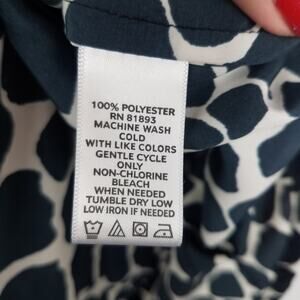 100% POLYESTER
RN 81893
MACHINE WASH
COLD
WITH LIKE COLORS
GENTLE CYCLE
ONLY
NON-CHLORINE
BLEACH
WHEN NEEDED
TUMBLE DRY LOW
LOW IRON IF NEEDED